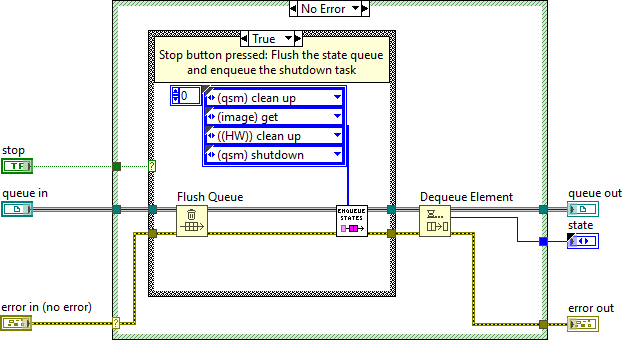 No Error
True
Stop button pressed: Flush the state queue
and enqueue the shutdown task
0
(qsm) clean up
(image) get
((HW)) clean up
(qsm) shutdown
stop
TF
queue in
Flush Queue
ENQUEUE
STATES
Dequeue Element
queue out
state
error in (no error)
?
?
error out